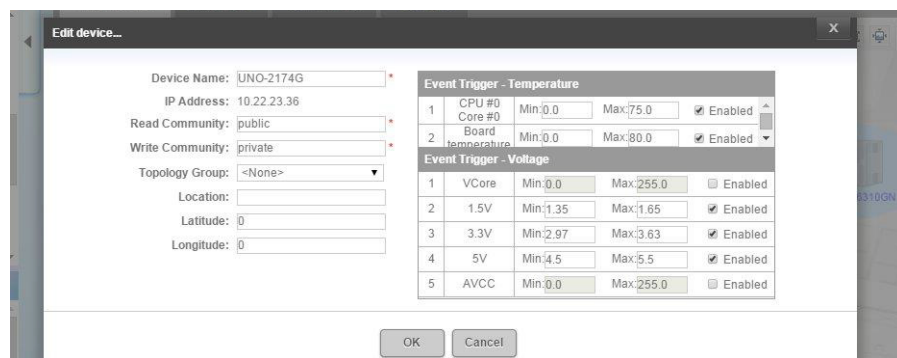 Edit device...
X
Device Name: UNO-2174G *
IP Address: 10.22.23.36
Read Community: public *
Write Community: private *
Topology Group: <None>
Location:
Latitude: 0
Longitude: 0
Event Trigger - Temperature
1 CPU #0 Core #0 Min:0.0 Max:75.0 Enabled
2 Board temperature Min:0.0 Max:80.0 Enabled
Event Trigger - Voltage
1 VCore Min:0.0 Max:255.0 Enabled
2 1.5V Min:1.35 Max:1.65 Enabled
3 3.3V Min:2.97 Max:3.63 Enabled
4 5V Min:4.5 Max:5.5 Enabled
5 AVCC Min:0.0 Max:255.0 Enabled
6310GN
OK
Cancel